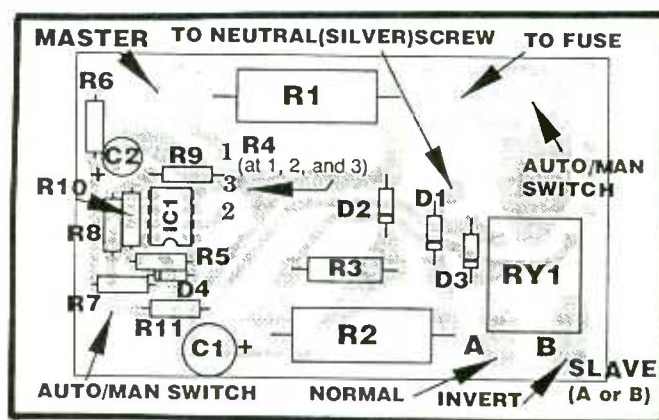 MASTER
TO NEUTRAL(SILVER)SCREW
TO FUSE
R6
R1
C2
+
R9
1
R4
(at 1, 2, and 3)
3
2
AUTO/MAN
SWITCH
R10
IC1
D2
D1
R8
R5
R3
D3
RY1
R7
D4
R11
R2
C1
+
A
B
SLAVE
(A or B)
AUTO/MAN SWITCH
NORMAL
INVERT